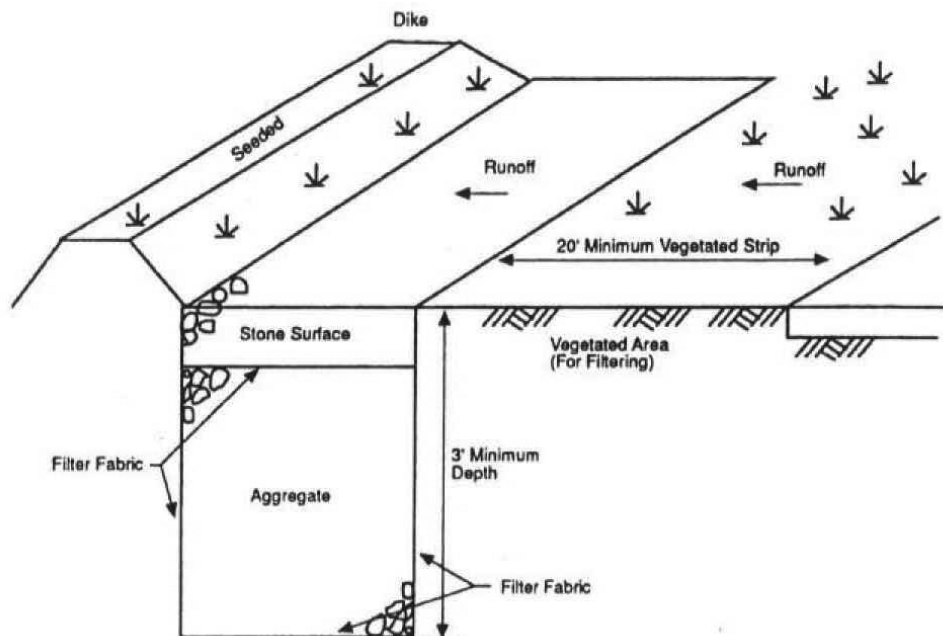 Dike
Seeded
Runoff
Runoff
20' Minimum Vegetated Strip
Stone Surface
Vegetated Area
(For Filtering)
Filter Fabric
3' Minimum
Depth
Aggregate
Filter Fabric